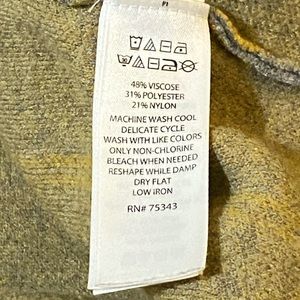 48% VISCOSE
31% POLYESTER
21% NYLON
MACHINE WASH COOL
DELICATE CYCLE
WASH WITH LIKE COLORS
ONLY NON-CHLORINE
BLEACH WHEN NEEDED
RESHAPE WHILE DAMP
DRY FLAT
LOW IRON
RN# 75343